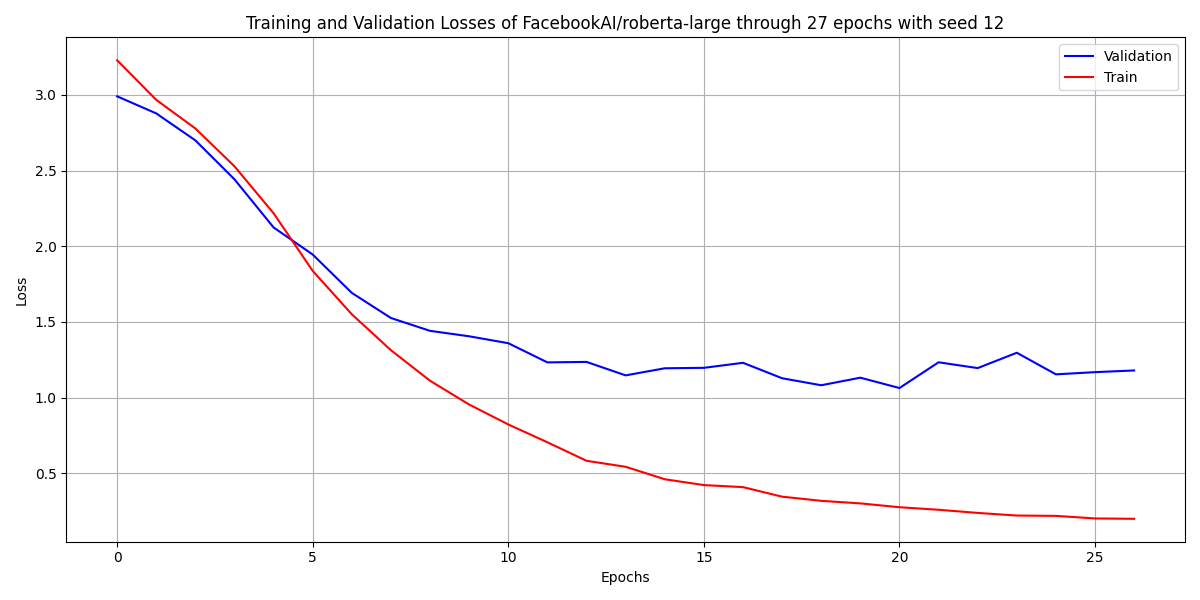 Training and Validation Losses of FacebookAI/roberta-large through 27 epochs with seed 12
Validation
Train
3.0
2.5
2.0
1.5
1.0
0.5
Loss
0
5
10
15
20
25
Epochs